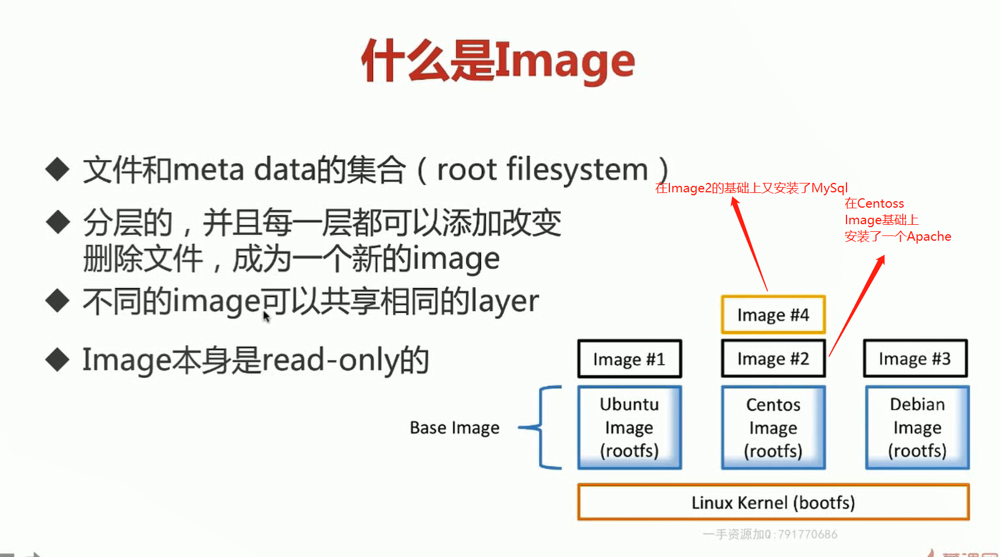 什么是Image
文件和meta data的集合（root filesystem）
分层的，并且每一层都可以添加改变
删除文件，成为一个新的image
不同的image可以共享相同的layer
Image本身是read-only的
在Image2的基础上又安装了MySql
在Centoss
Image基础上
安装了一个Apache
Image #4
Image #1
Image #2
Image #3
Base Image
Ubuntu
Image
(rootfs)
Centos
Image
(rootfs)
Debian
Image
(rootfs)
Linux Kernel (bootfs)
一手资源加Q:791770686